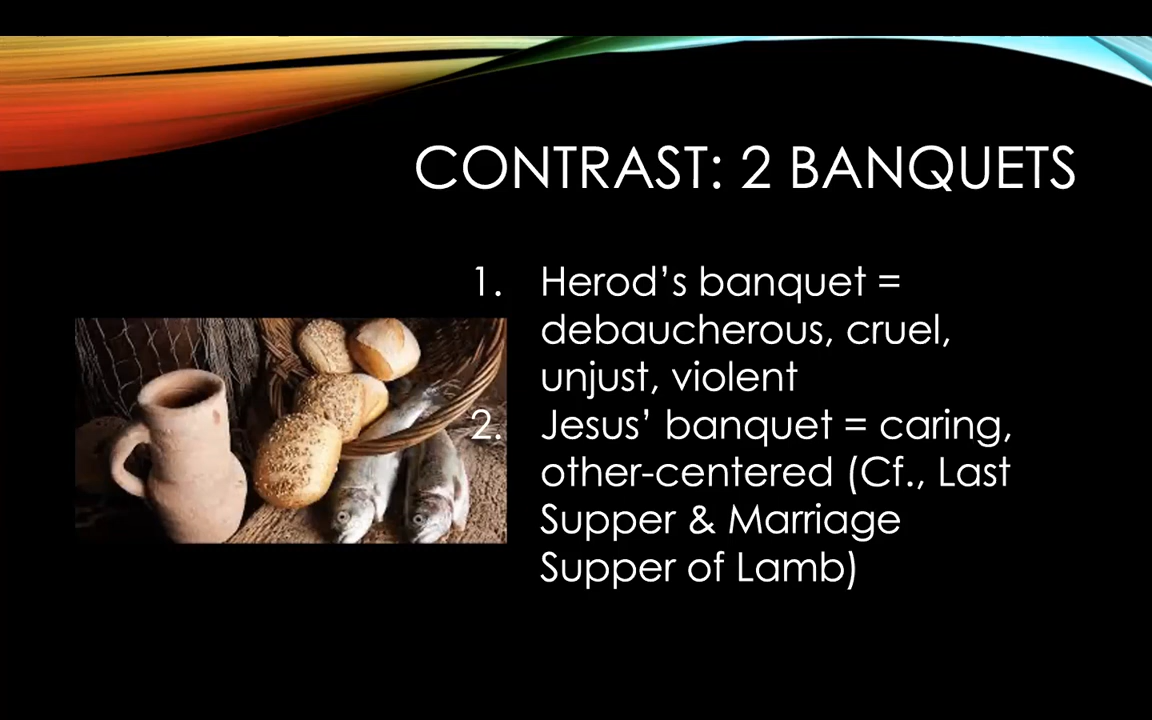 CONTRAST: 2 BANQUETS
1. Herod’s banquet =
debaucherous, cruel,
unjust, violent
2. Jesus’ banquet = caring,
other-centered (Cf., Last
Supper & Marriage
Supper of Lamb)